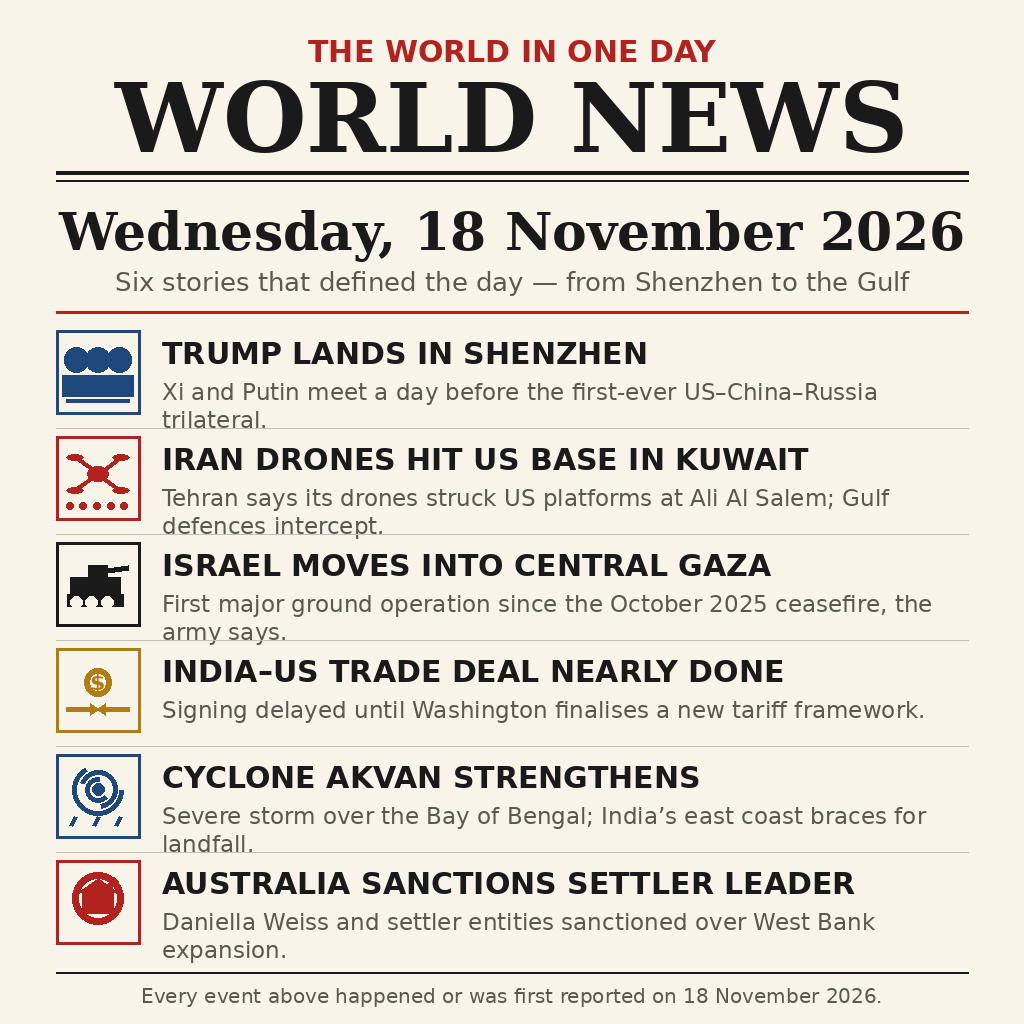 THE WORLD IN ONE DAY
WORLD NEWS
Wednesday, 18 November 2026
Six stories that defined the day — from Shenzhen to the Gulf
TRUMP LANDS IN SHENZHEN
Xi and Putin meet a day before the first-ever US–China–Russia
trilateral.
IRAN DRONES HIT US BASE IN KUWAIT
Tehran says its drones struck US platforms at Ali Al Salem; Gulf
defences intercept.
ISRAEL MOVES INTO CENTRAL GAZA
First major ground operation since the October 2025 ceasefire, the
army says.
$
INDIA–US TRADE DEAL NEARLY DONE
Signing delayed until Washington finalises a new tariff framework.
CYCLONE AKVAN STRENGTHENS
Severe storm over the Bay of Bengal; India’s east coast braces for
landfall.
AUSTRALIA SANCTIONS SETTLER LEADER
Daniella Weiss and settler entities sanctioned over West Bank
expansion.
Every event above happened or was first reported on 18 November 2026.